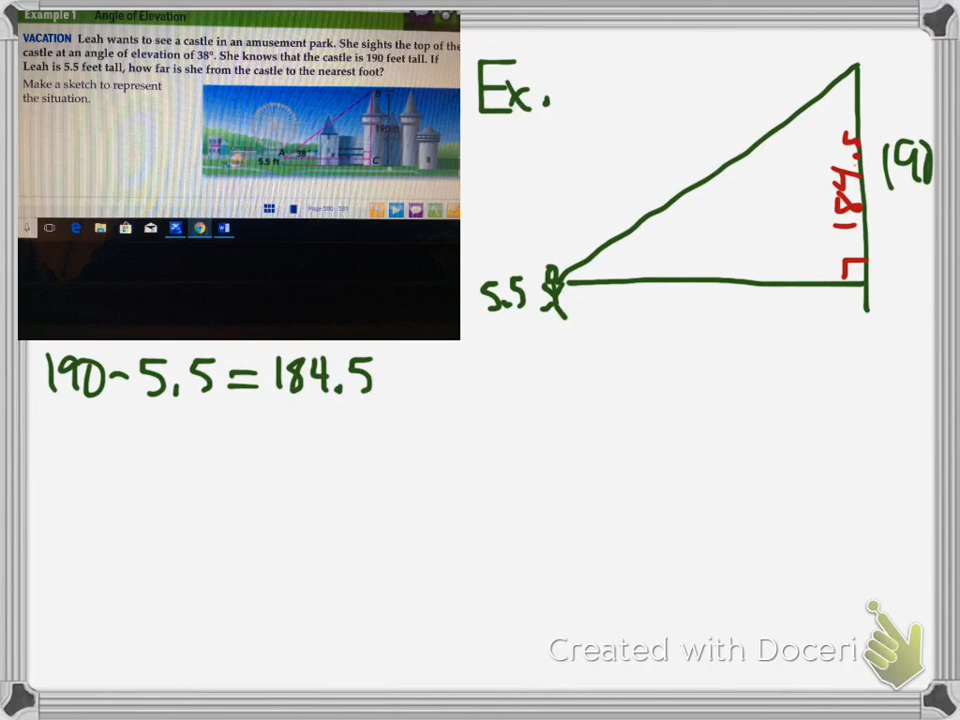 Example 1 Angle of Elevation
VACATION Leah wants to see a castle in an amusement park. She sights the top of the
castle at an angle of elevation of 38°. She knows that the castle is 190 feet tall. If
Leah is 5.5 feet tall, how far is she from the castle to the nearest foot?
Make a sketch to represent
the situation.
B
190 ft
A 38°
5.5 ft
C
Ex.
190
184.5
5.5
190-5.5=184.5
Created with Doceri